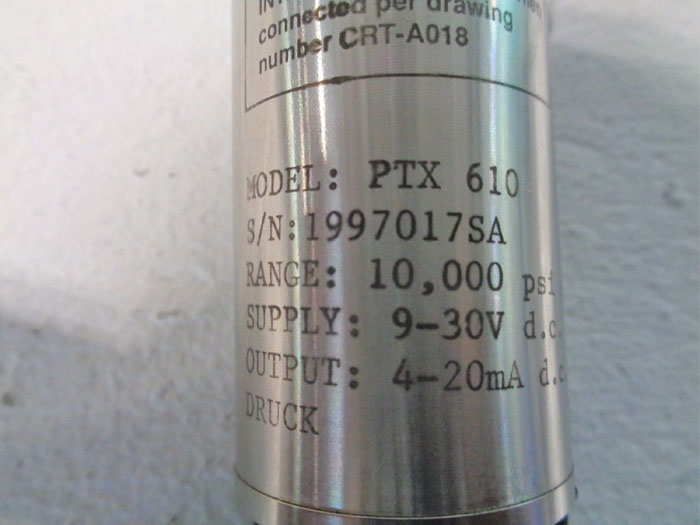 connected per drawing
number CRT-A018
MODEL: PTX 610
S/N:1997017SA
RANGE: 10,000 psi
SUPPLY: 9-30V d.c.
OUTPUT: 4-20mA d.c.
DRUCK